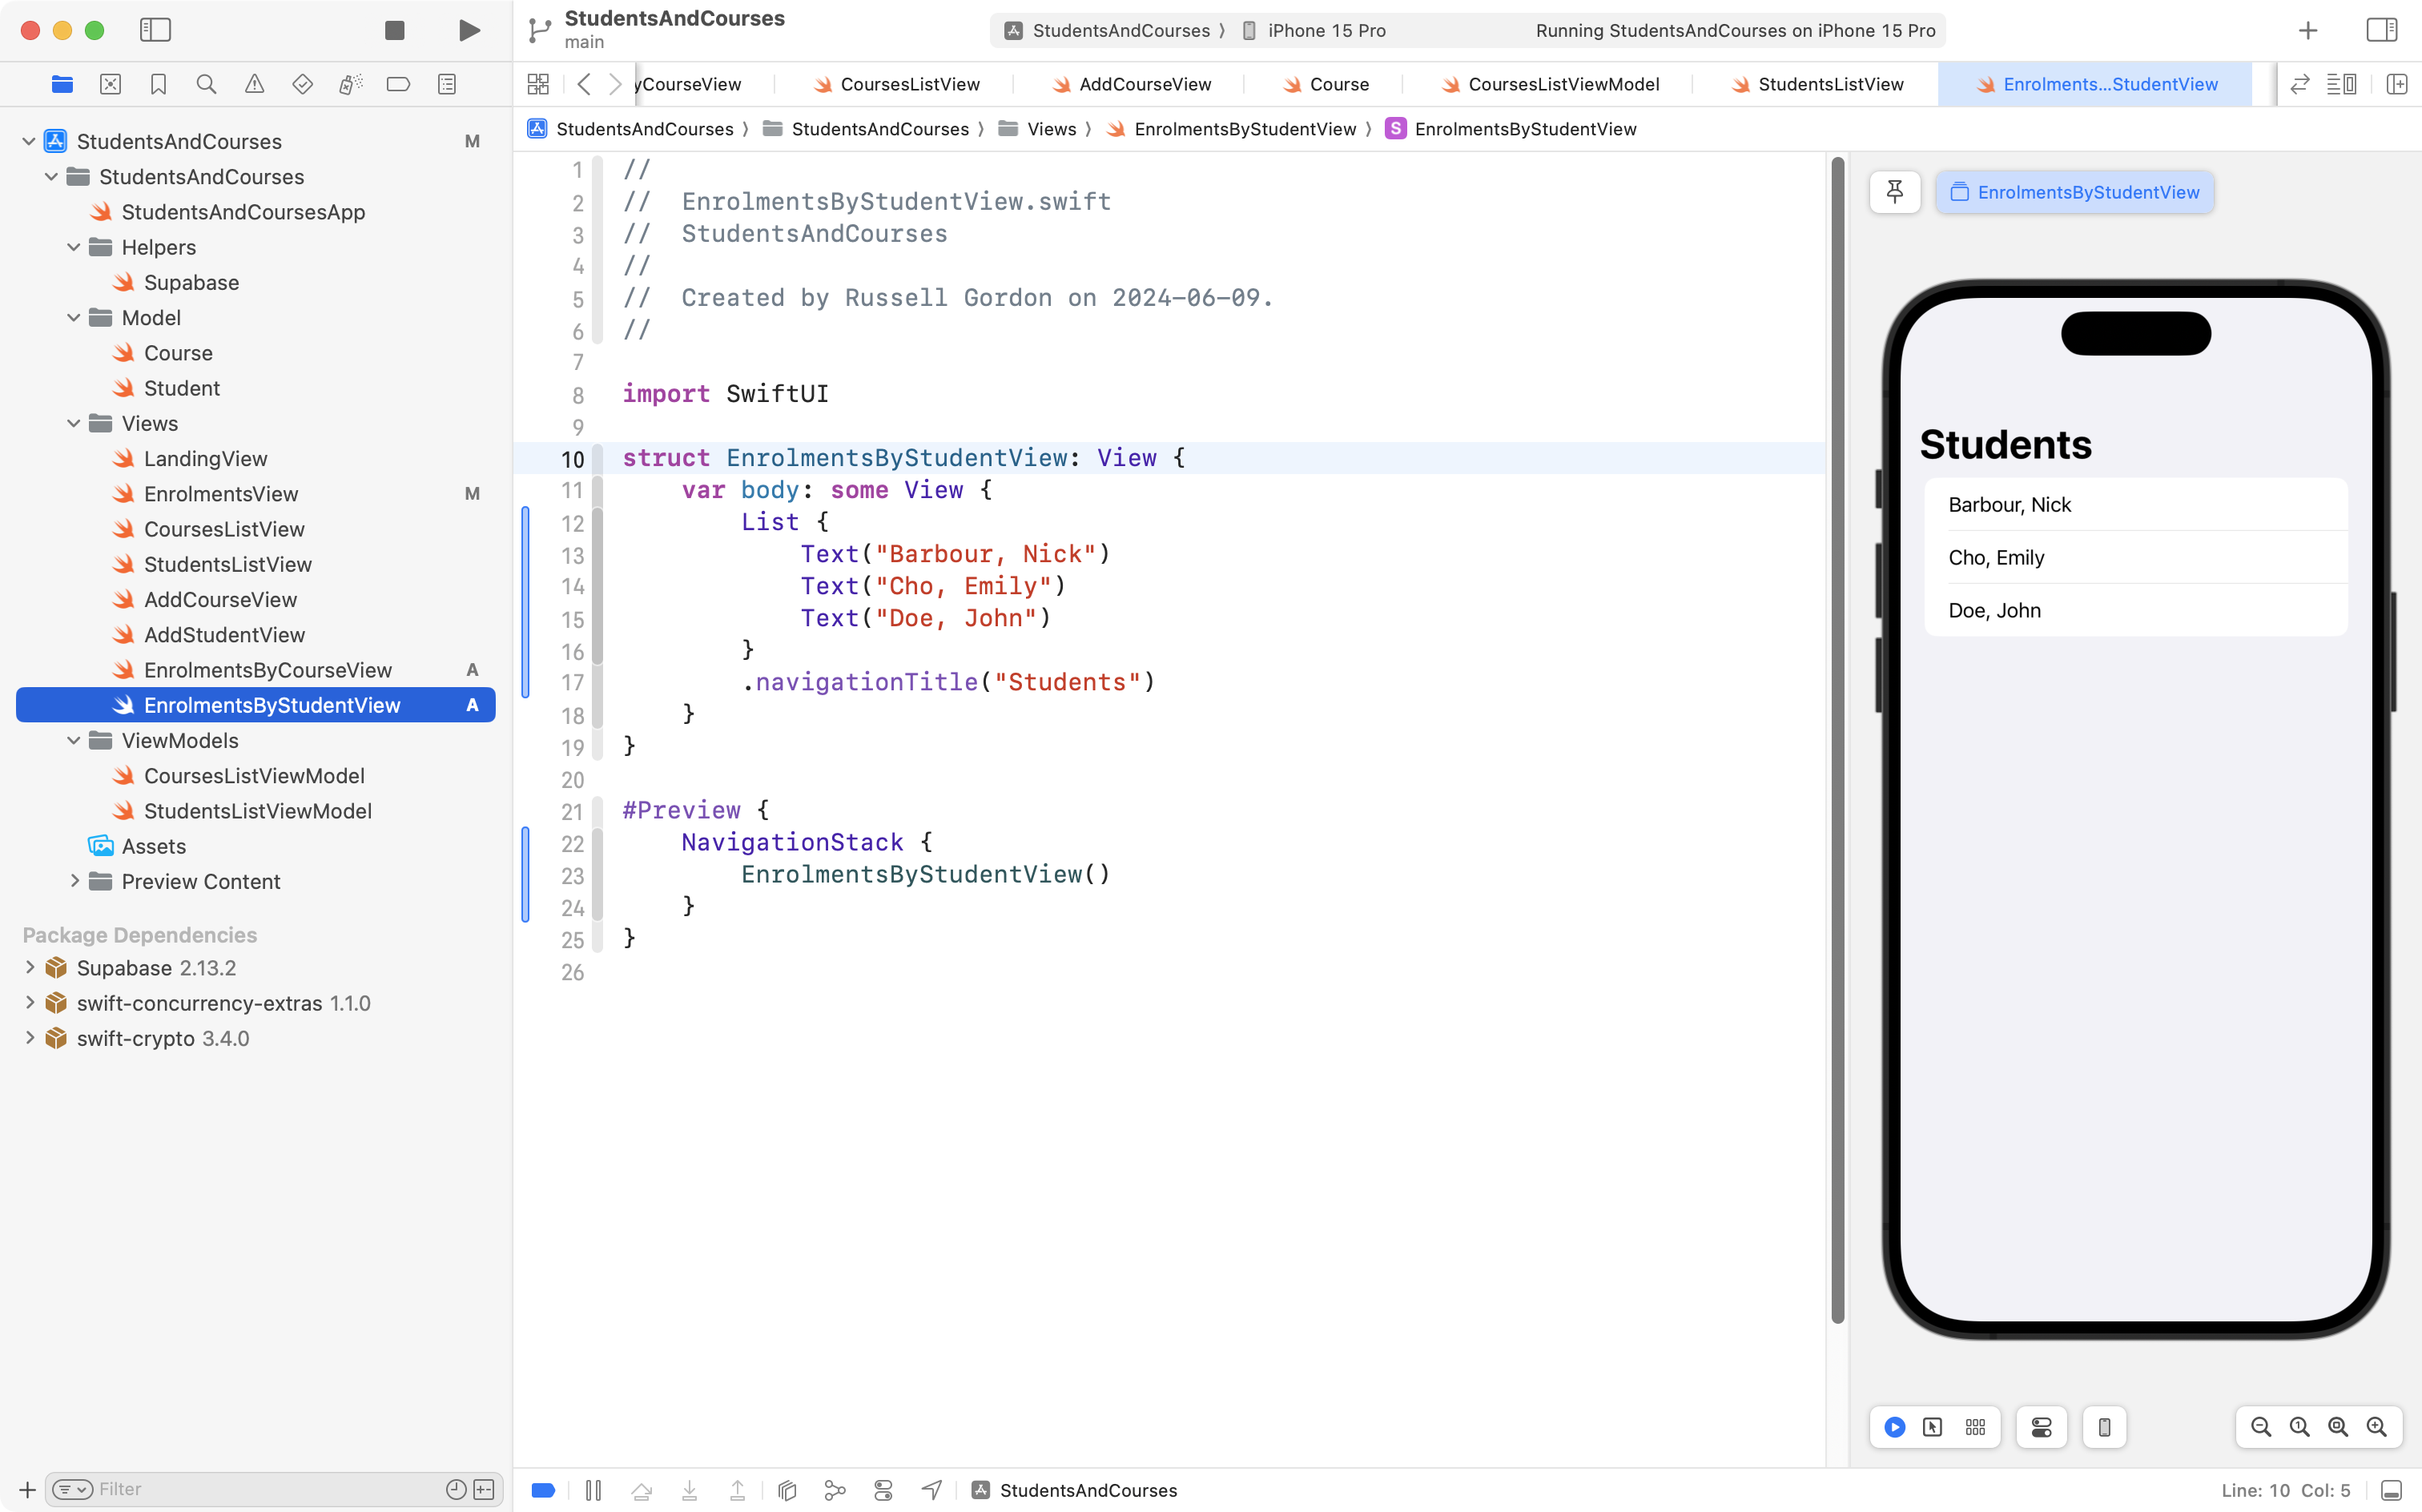 StudentsAndCourses
main
StudentsAndCourses
iPhone 15 Pro
Running StudentsAndCourses on iPhone 15 Pro
yCourseView
CoursesListView
AddCourseView
Course
CoursesListViewModel
StudentsListView
Enrolments...StudentView
StudentsAndCourses
StudentsAndCourses
Views
EnrolmentsByStudentView
S
EnrolmentsByStudentView
StudentsAndCourses M
StudentsAndCourses
StudentsAndCoursesApp
Helpers
Supabase
Model
Course
Student
Views
LandingView
EnrolmentsView M
CoursesListView
StudentsListView
AddCourseView
AddStudentView
EnrolmentsByCourseView A
EnrolmentsByStudentView A
ViewModels
CoursesListViewModel
StudentsListViewModel
Assets
Preview Content
Package Dependencies
Supabase 2.13.2
swift-concurrency-extras 1.1.0
swift-crypto 3.4.0
Filter
1 //
2 //  EnrolmentsByStudentView.swift
3 //  StudentsAndCourses
4 //
5 //  Created by Russell Gordon on 2024-06-09.
6 //
7
8 import SwiftUI
9
10 struct EnrolmentsByStudentView: View {
11     var body: some View {
12         List {
13             Text("Barbour, Nick")
14             Text("Cho, Emily")
15             Text("Doe, John")
16         }
17         .navigationTitle("Students")
18     }
19 }
20
21 #Preview {
22     NavigationStack {
23         EnrolmentsByStudentView()
24     }
25 }
26
EnrolmentsByStudentView
Students
Barbour, Nick
Cho, Emily
Doe, John
StudentsAndCourses
Line: 10 Col: 5